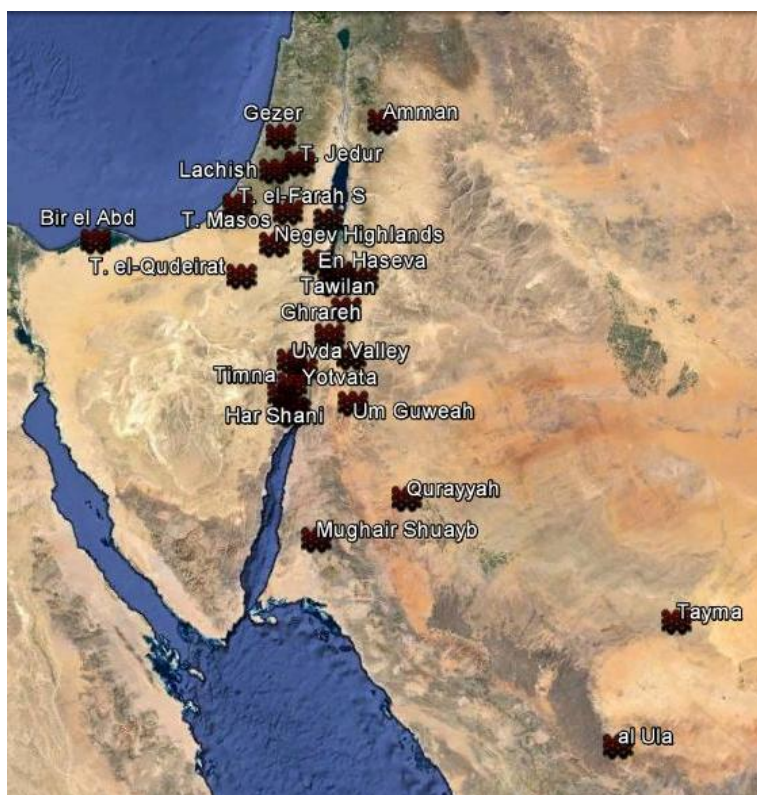 Gezer
Amman
T. Jedur
Lachish
T. el-Farah S
Bir el Abd
T. Masos
Negev Highlands
T. el-Qudeirat
En Haseva
Tawilan
Ghrareh
Uvda Valley
Timna
Yotvata
Har Shani
Um Guweah
Qurayyah
Mughair Shuayb
Tayma
al Ula